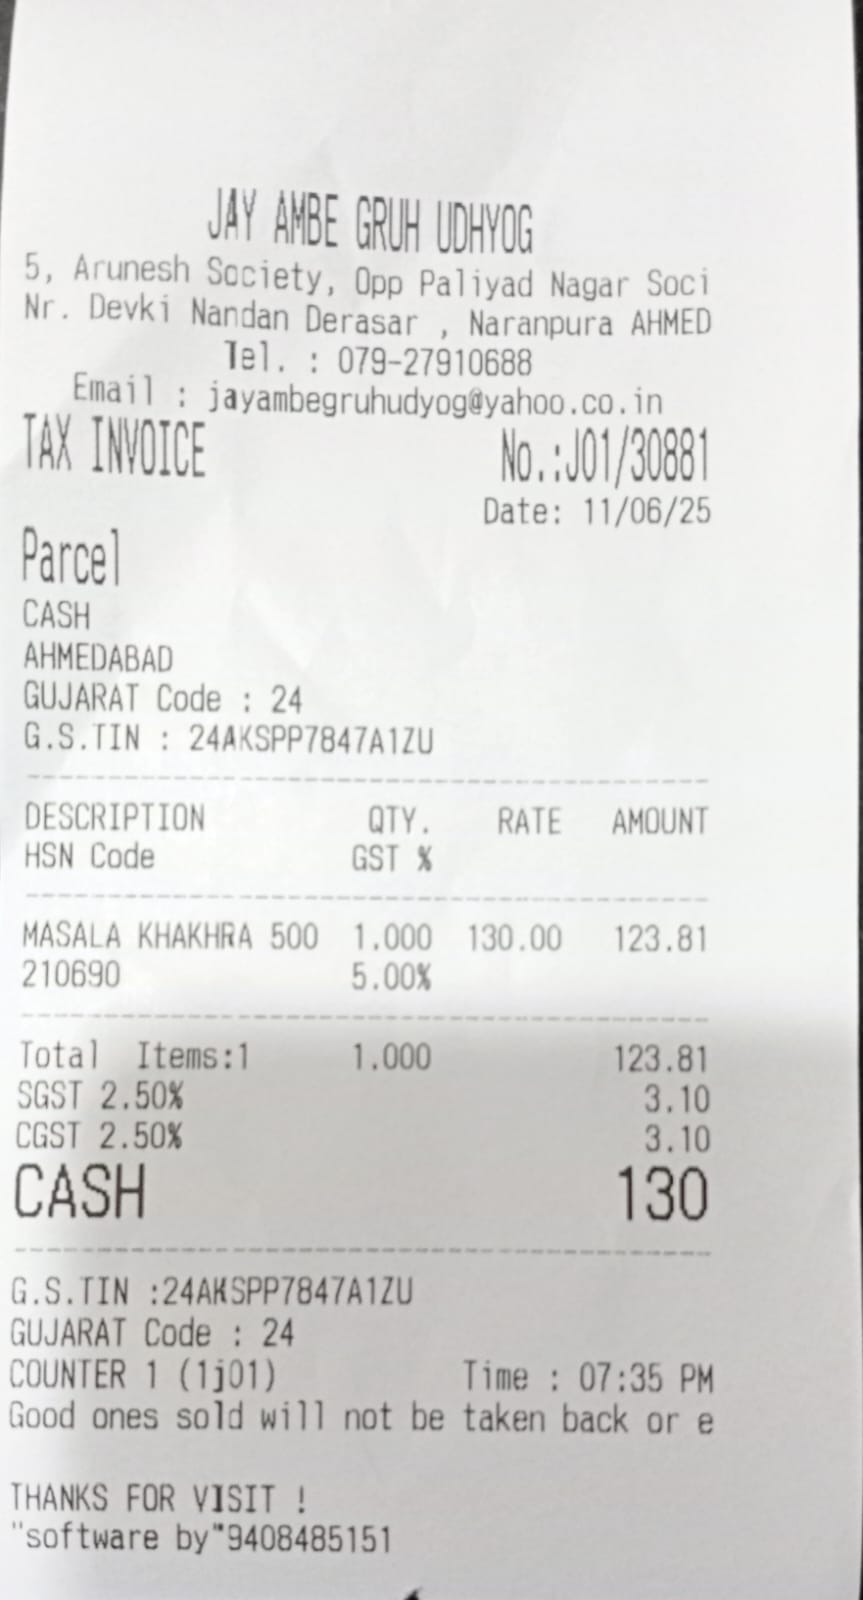 JAY AMBE GRUH UDHYOG
5, Arunesh Society, Opp Paliyad Nagar Soci
Nr. Devki Nandan Derasar , Naranpura AHMED
Tel. : 079-27910688
Email : jayambegruhudyog@yahoo.co.in
TAX INVOICE No.:J01/30881
Date: 11/06/25
Parcel
CASH
AHMEDABAD
GUJARAT Code : 24
G.S.TIN : 24AKSPP7847A1ZU
DESCRIPTION QTY. RATE AMOUNT
HSN Code GST %
MASALA KHAKHRA 500 1.000 130.00 123.81
210690 5.00%
Total Items:1 1.000 123.81
SGST 2.50% 3.10
CGST 2.50% 3.10
CASH 130
G.S.TIN :24AKSPP7847A1ZU
GUJARAT Code : 24
COUNTER 1 (1j01) Time : 07:35 PM
Good ones sold will not be taken back or e
THANKS FOR VISIT !
"software by"9408485151